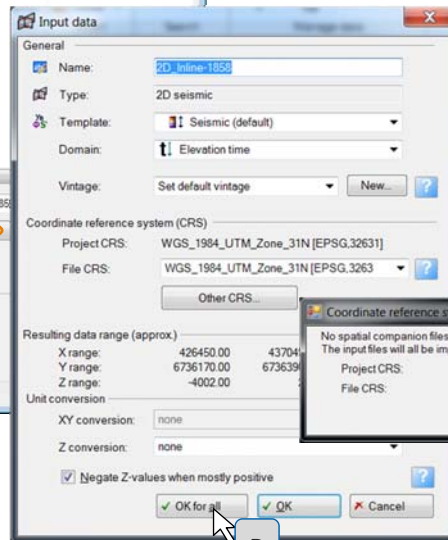 Input data
General
Name: 2D_Inline-1858
Type: 2D seismic
Template: Seismic (default)
Domain: Elevation time
Vintage: Set default vintage New...
Coordinate reference system (CRS)
Project CRS: WGS_1984_UTM_Zone_31N [EPSG,32631]
File CRS: WGS_1984_UTM_Zone_31N [EPSG,3263
Other CRS...
Coordinate reference s
No spatial companion files
The input files will all be im
Project CRS:
File CRS:
Resulting data range (approx.)
X range: 426450.00
Y range: 6736170.00
Z range: -4002.00
Unit conversion
XY conversion: none
Z conversion: none
Negate Z-values when mostly positive
OK for all OK Cancel